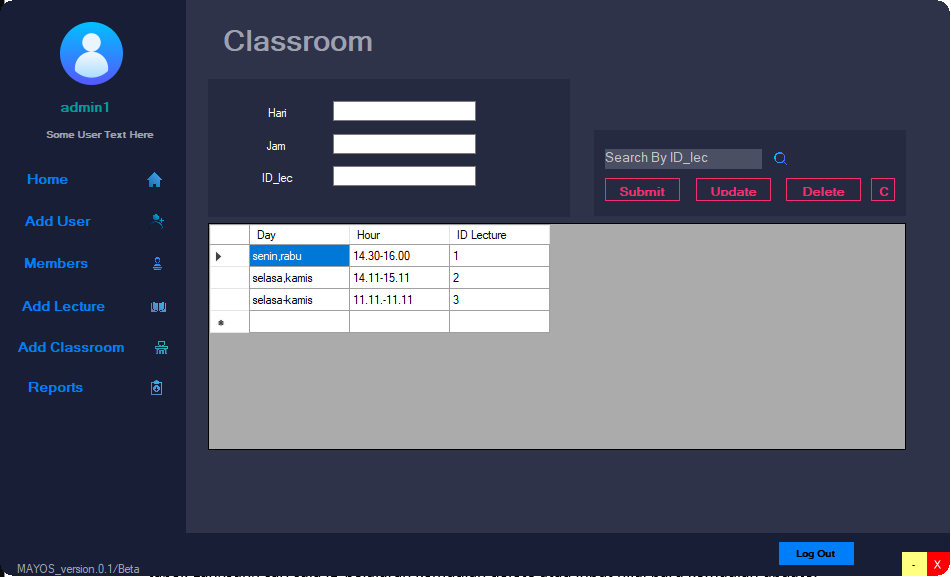 Classroom
admin1
Some User Text Here
Home
Add User
Members
Add Lecture
Add Classroom
Reports
Hari
Jam
ID_lec
Search By ID_lec
Submit Update Delete C
Day Hour ID Lecture
senin,rabu 14.30-16.00 1
selasa,kamis 14.11-15.11 2
selasa-kamis 11.11.-11.11 3
Log Out
MAYOS_version.0.1/Beta
- X